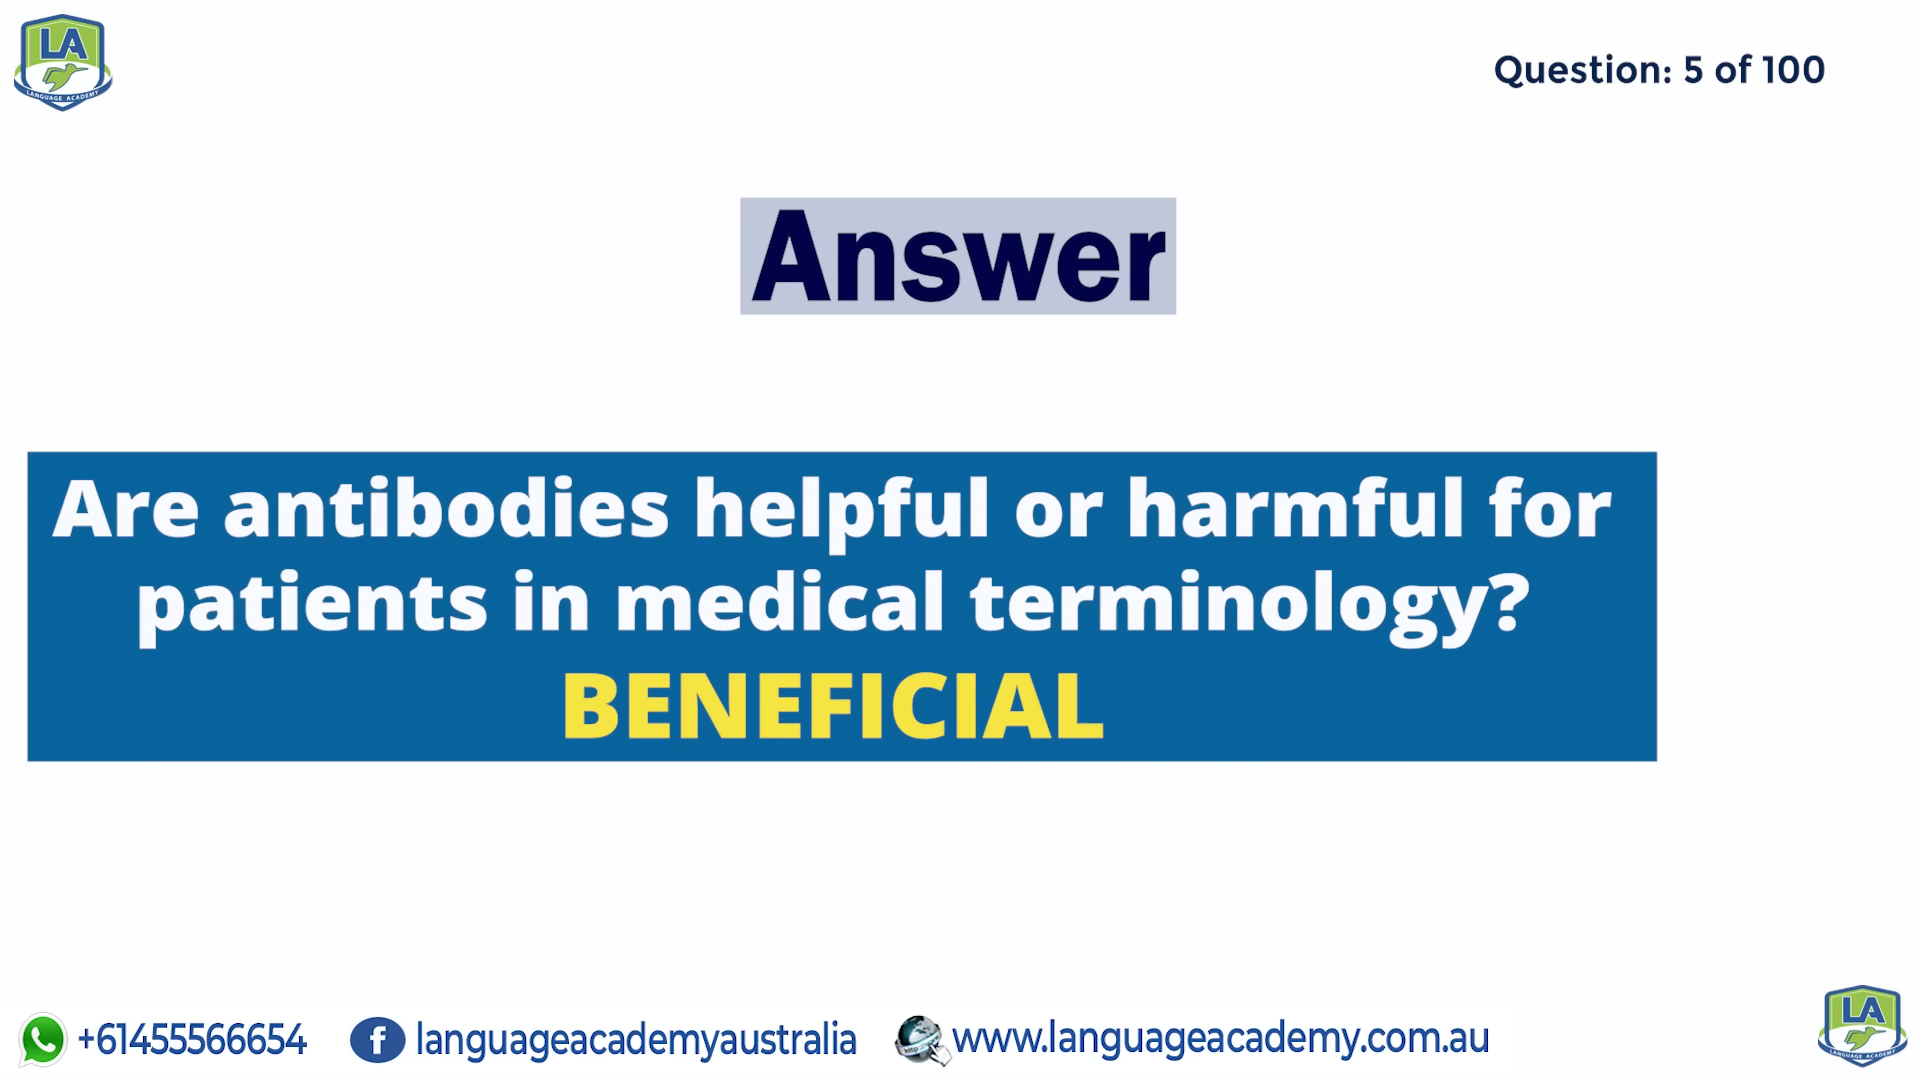 LA
LANGUAGE ACADEMY
Question: 5 of 100
Answer
Are antibodies helpful or harmful for
patients in medical terminology?
BENEFICIAL
+61455566654
languageacademyaustralia
www.languageacademy.com.au
LA
LANGUAGE ACADEMY